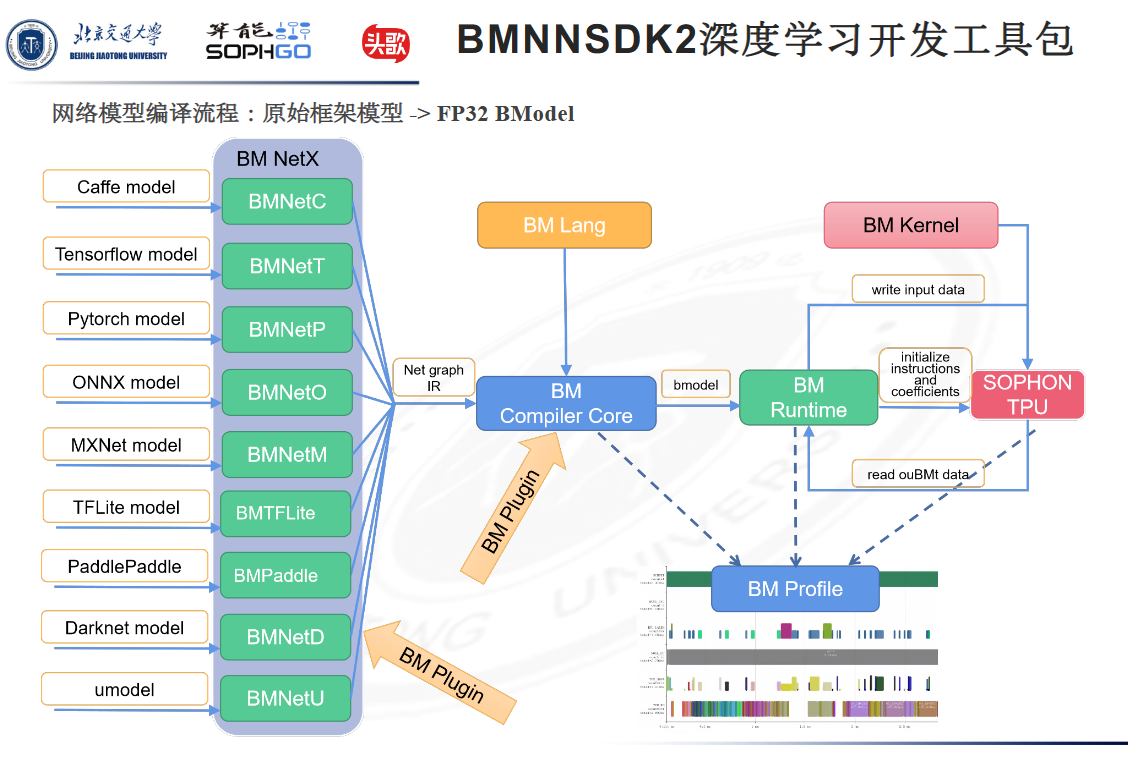 北京交通大学
BEIJING JIAOTONG UNIVERSITY
算能
SOPHGO
头歌
BMNNSDK2深度学习开发工具包
网络模型编译流程：原始框架模型 -> FP32 BModel
BM NetX
Caffe model
BMNetC
Tensorflow model
BMNetT
Pytorch model
BMNetP
ONNX model
BMNetO
MXNet model
BMNetM
TFLite model
BMTFLite
PaddlePaddle
BMPaddle
Darknet model
BMNetD
umodel
BMNetU
BM Plugin
Net graph
IR
BM Lang
BM
Compiler Core
BM Plugin
bmodel
BM
Runtime
BM Kernel
write input data
initialize
instructions
and
coefficients
SOPHON
TPU
read ouBMt data
BM Profile